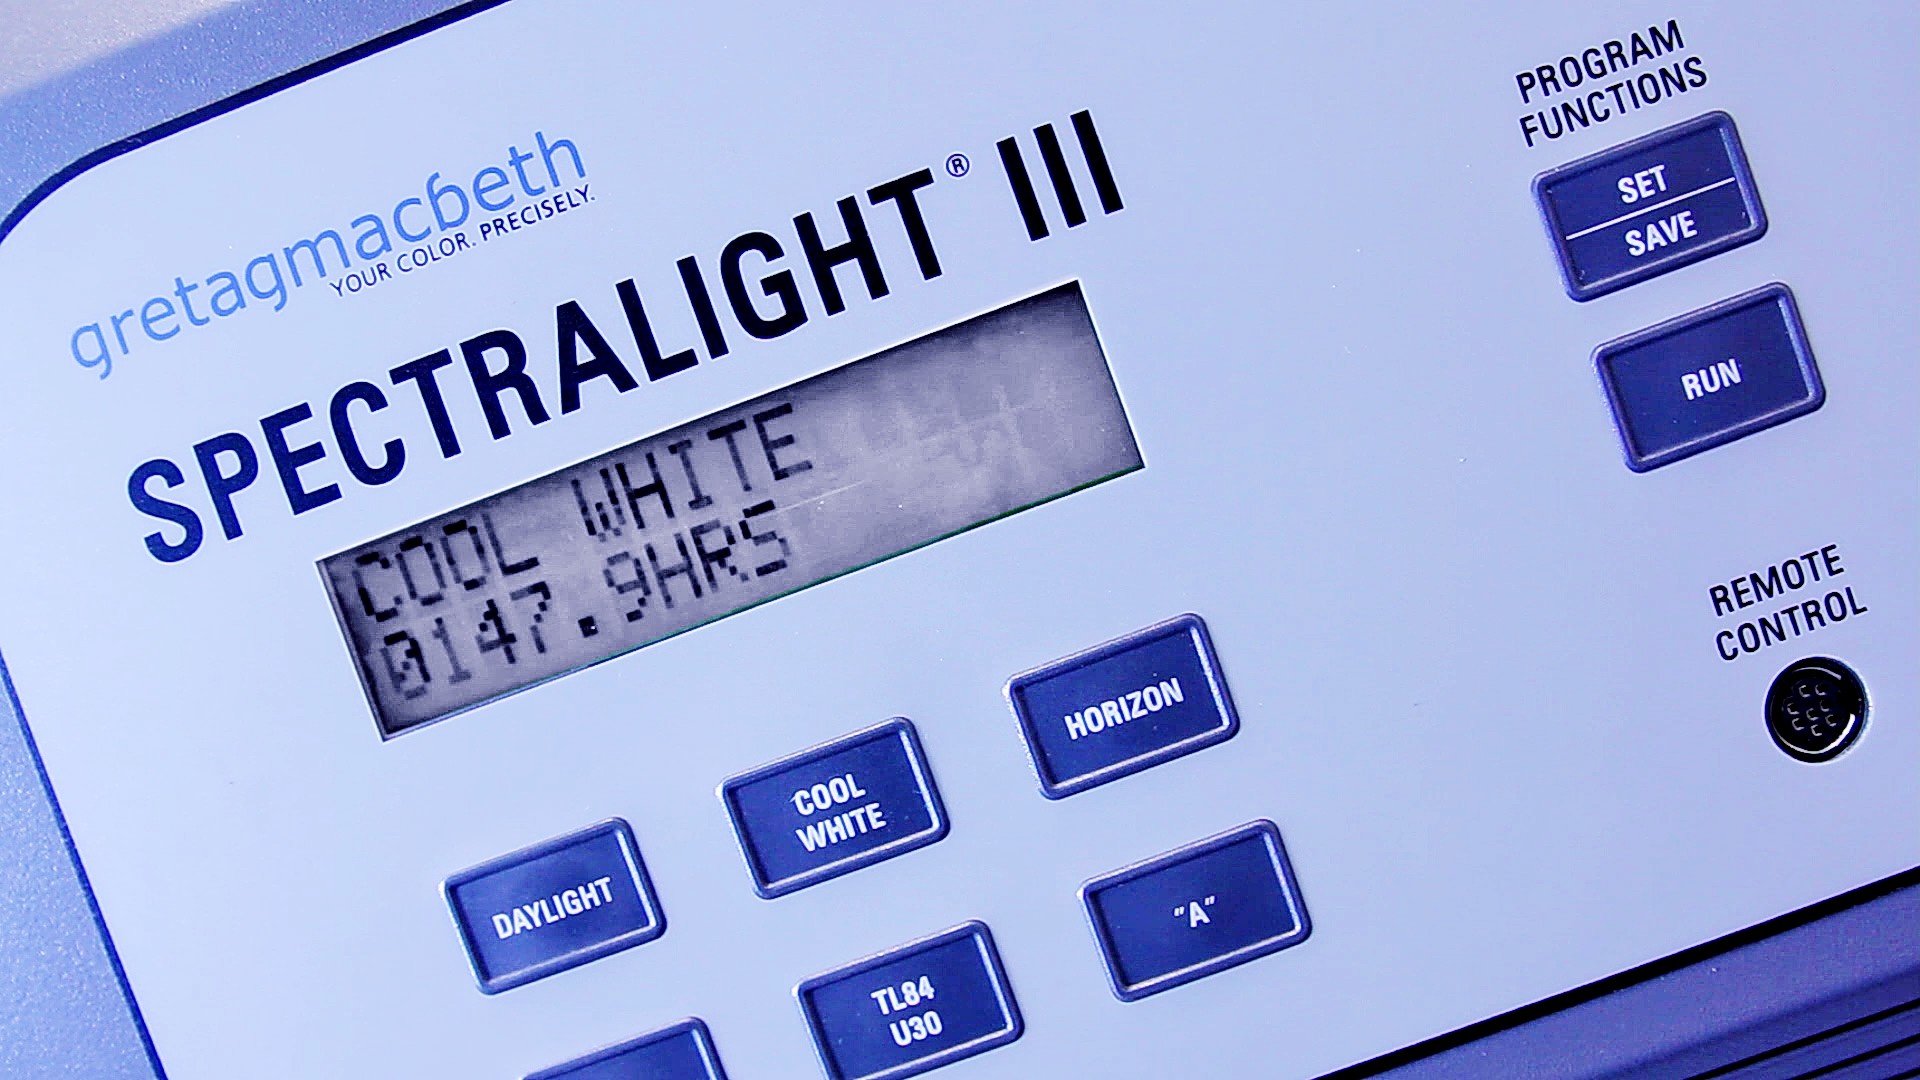 gretagmacbeth
YOUR COLOR. PRECISELY.
SPECTRALIGHT® III
COOL WHITE
0147.9HRS
PROGRAM
FUNCTIONS
SET
SAVE
RUN
REMOTE
CONTROL
HORIZON
COOL
WHITE
DAYLIGHT
"A"
TL84
U30